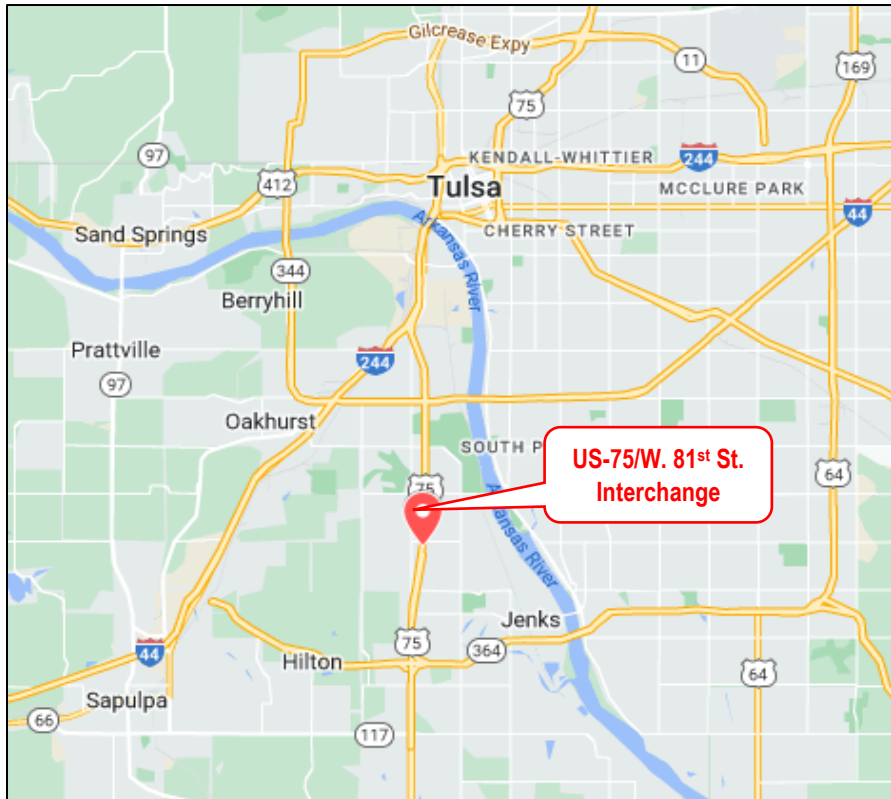 Gilcrease Expy
11
169
75
97
KENDALL-WHITTIER
244
412
Tulsa
MCCLURE PARK
44
Sand Springs
Arkansas River
CHERRY STREET
344
Berryhill
Prattville
244
97
Oakhurst
SOUTH P
US-75/W. 81st St.
Interchange
64
75
Arkansas River
Jenks
75
364
44
Hilton
64
Sapulpa
66
117